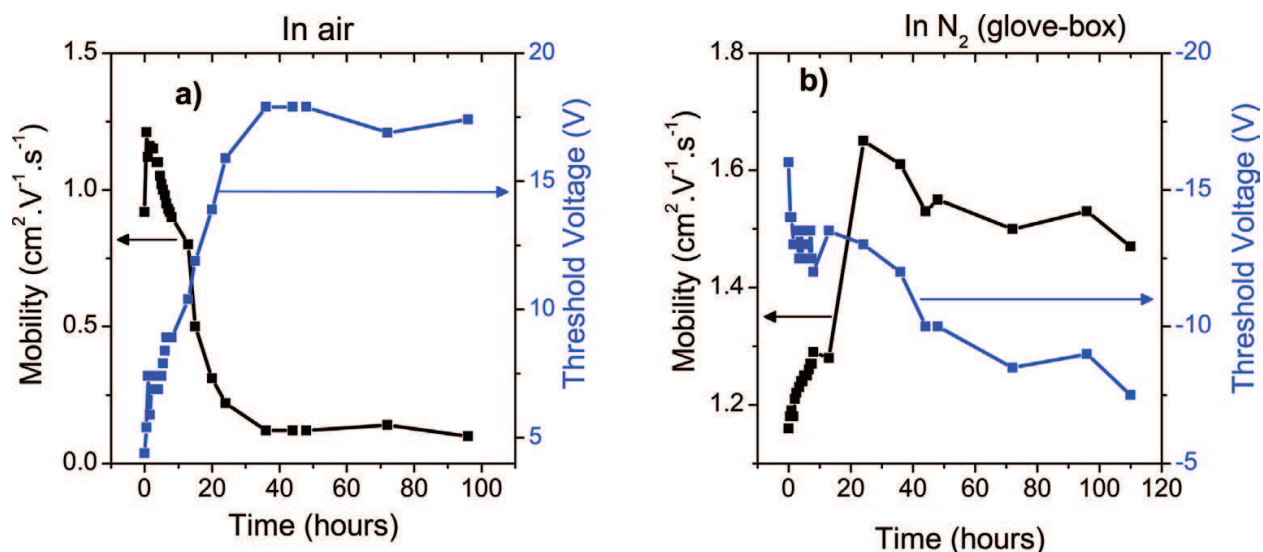 In air
a)
1.5
1.0
0.5
0.0
Mobility (cm².V⁻¹.s⁻¹)
20
15
10
5
Threshold Voltage (V)
0 20 40 60 80 100
Time (hours)
In N₂ (glove-box)
b)
1.8
1.6
1.4
1.2
Mobility (cm².V⁻¹.s⁻¹)
-20
-15
-10
-5
Threshold Voltage (V)
0 20 40 60 80 100 120
Time (hours)